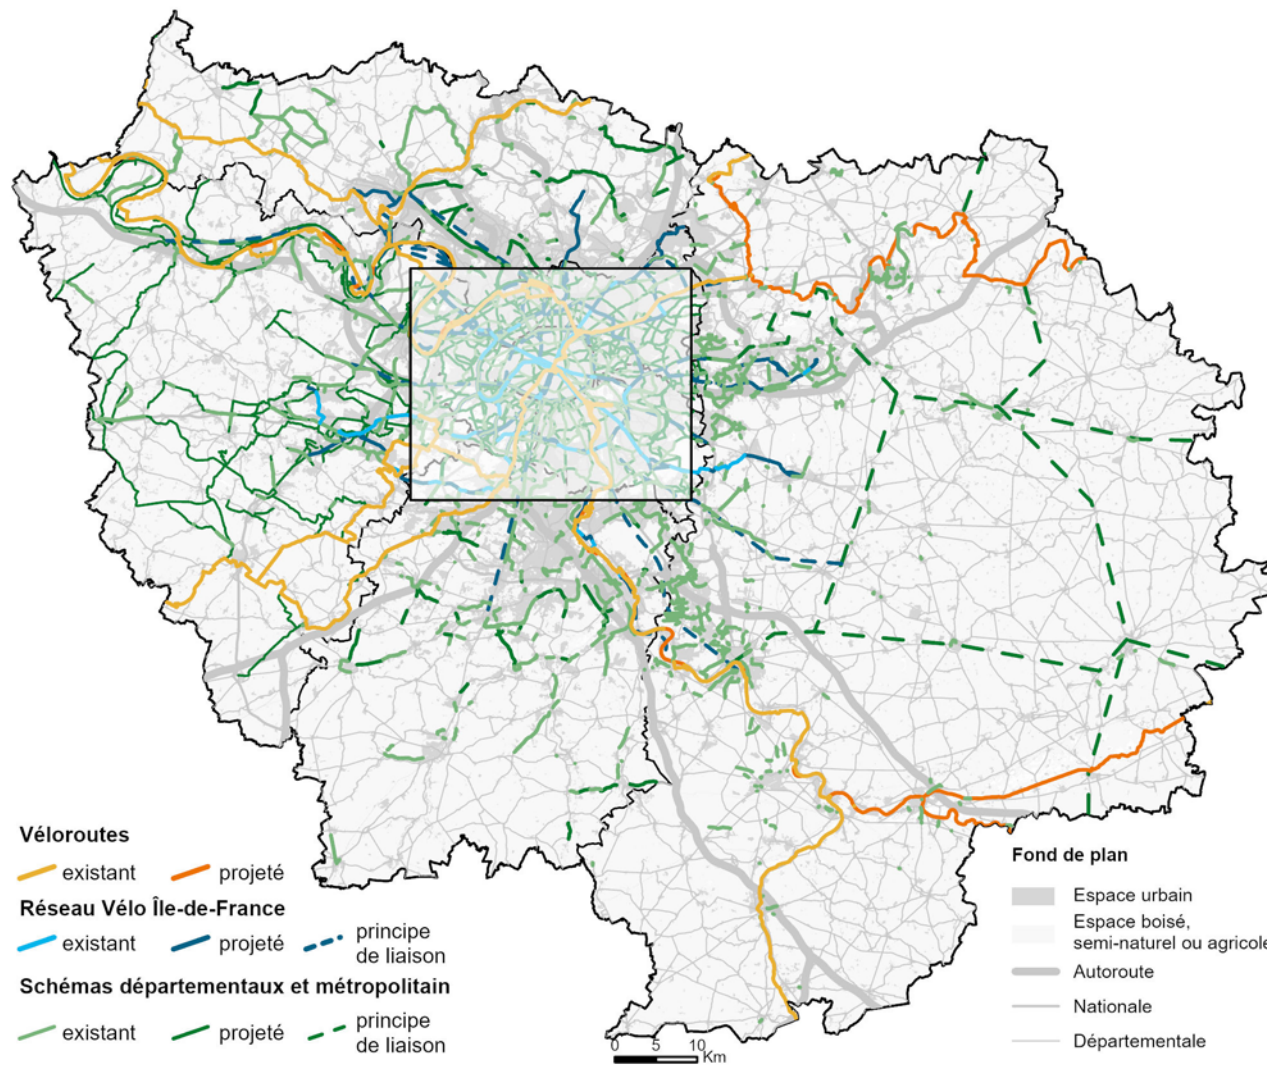 Véloroutes
existant
projeté
Réseau Vélo Île-de-France
existant
projeté
principe
de liaison
Schémas départementaux et métropolitain
existant
projeté
principe
de liaison
0 5 10
Km
Fond de plan
Espace urbain
Espace boisé,
semi-naturel ou agricole
Autoroute
Nationale
Départementale